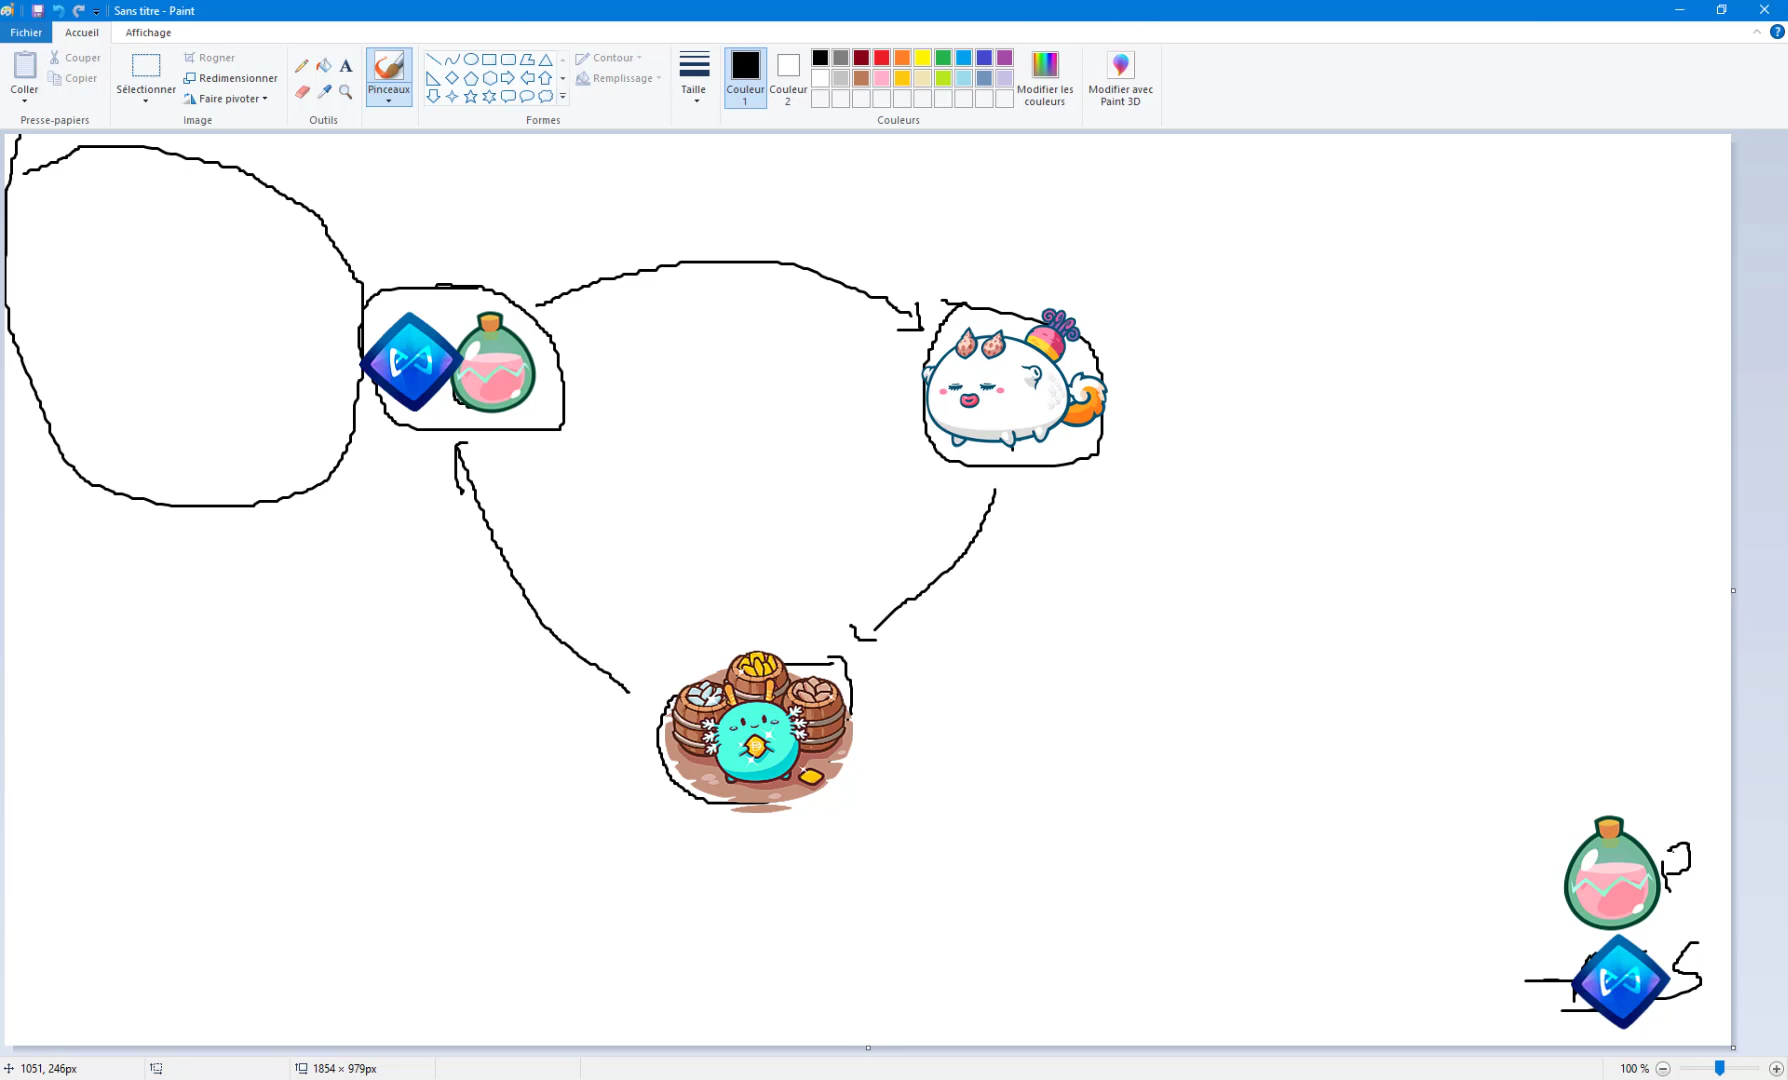 Sans titre - Paint
Fichier Accueil Affichage
Coller
Couper
Copier
Presse-papiers
Sélectionner
Rogner
Redimensionner
Faire pivoter
Image
A
Outils
Pinceaux
Formes
Contour
Remplissage
Taille
Couleur 1
Couleur 2
Couleurs
Modifier les couleurs
Modifier avec Paint 3D
1051, 246px
1854 × 979px
100 %